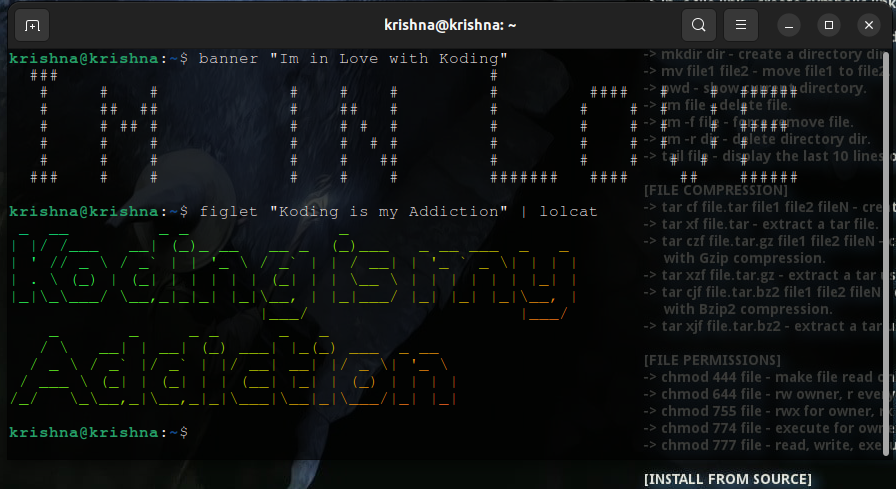 krishna@krishna: ~
krishna@krishna:~$ banner "Im in Love with Koding"
IM IN LOVE
krishna@krishna:~$ figlet "Koding is my Addiction" | lolcat
Koding is my
Addiction
krishna@krishna:~$
-> mkdir dir - create a directory dir.
-> mv file1 file2 - move file1 to file2
-> pwd - show current directory.
-> rm file - delete file.
-> rm -f file - force remove file.
-> rm -r dir - delete directory dir.
-> tail file - display the last 10 lines
[FILE COMPRESSION]
-> tar cf file.tar file1 file2 fileN -
-> tar xf file.tar - extract a tar file.
-> tar czf file.tar.gz file1 file2 fileN -
with Gzip compression.
-> tar xzf file.tar.gz - extract a tar
-> tar cjf file.tar.bz2 file1 file2 fileN
with Bzip2 compression.
-> tar xjf file.tar.bz2 - extract a tar
[FILE PERMISSIONS]
-> chmod 444 file - make file read
-> chmod 644 file - rw owner, r
-> chmod 755 file - rwx for owner,
-> chmod 774 file - execute for
-> chmod 777 file - read, write,
[INSTALL FROM SOURCE]